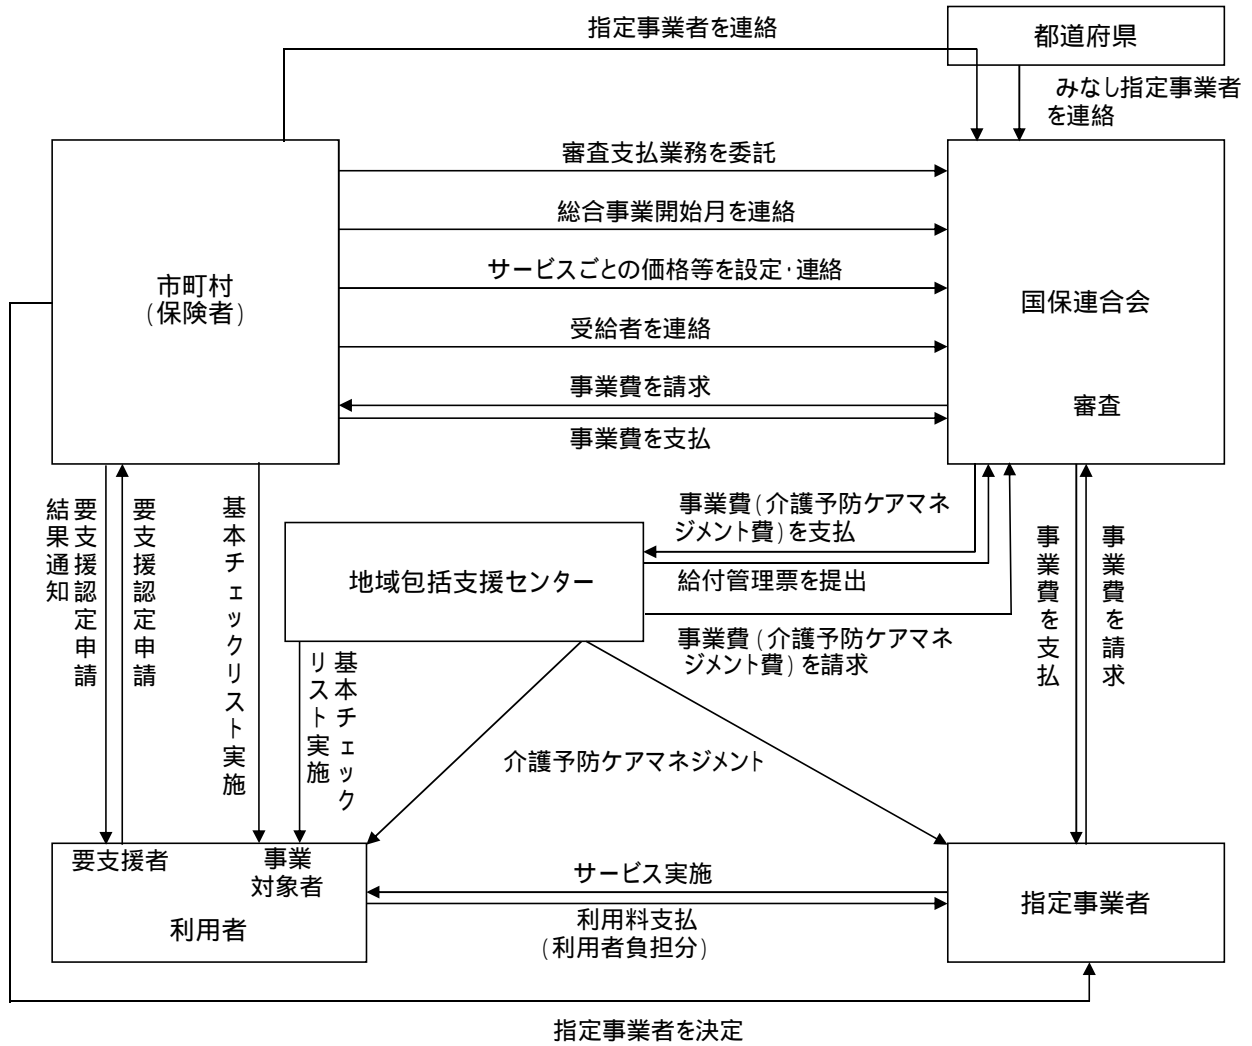 指定事業者を連絡
都道府県
みなし指定事業者
を連絡
審査支払業務を委託
総合事業開始月を連絡
サービスごとの価格等を設定・連絡
市町村
(保険者)
国保連合会
受給者を連絡
事業費を請求
審査
事業費を支払
要支援認定申請
結果通知
要支援認定申請
基本チェックリスト実施
事業費(介護予防ケアマネ
ジメント費)を支払
地域包括支援センター
給付管理票を提出
事業費(介護予防ケアマネ
ジメント費)を請求
事業費を支払
事業費を請求
基本チェック
リスト実施
介護予防ケアマネジメント
要支援者
事業
対象者
利用者
サービス実施
利用料支払
(利用者負担分)
指定事業者
指定事業者を決定